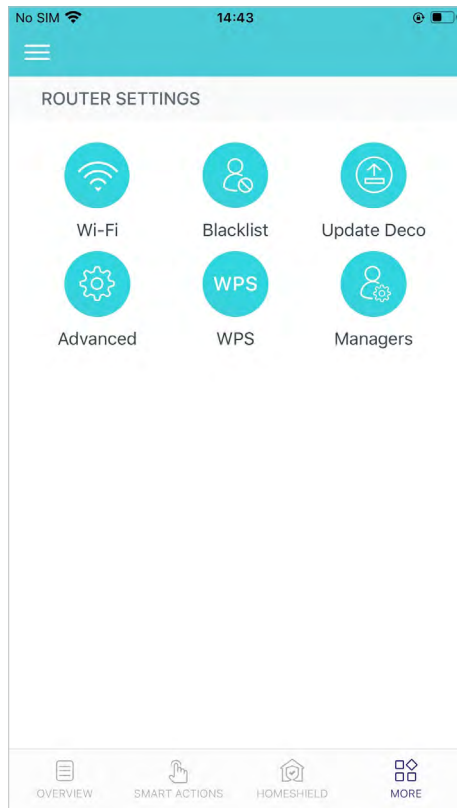 No SIM 14:43
ROUTER SETTINGS
Wi-Fi Blacklist Update Deco
WPS
Advanced WPS Managers
OVERVIEW SMART ACTIONS HOMESHIELD MORE